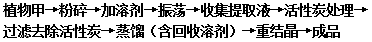 植物甲→粉碎→加溶剂→振荡→收集提取液→活性炭处理→
过滤去除活性炭→蒸馏（含回收溶剂）→重结晶→成品